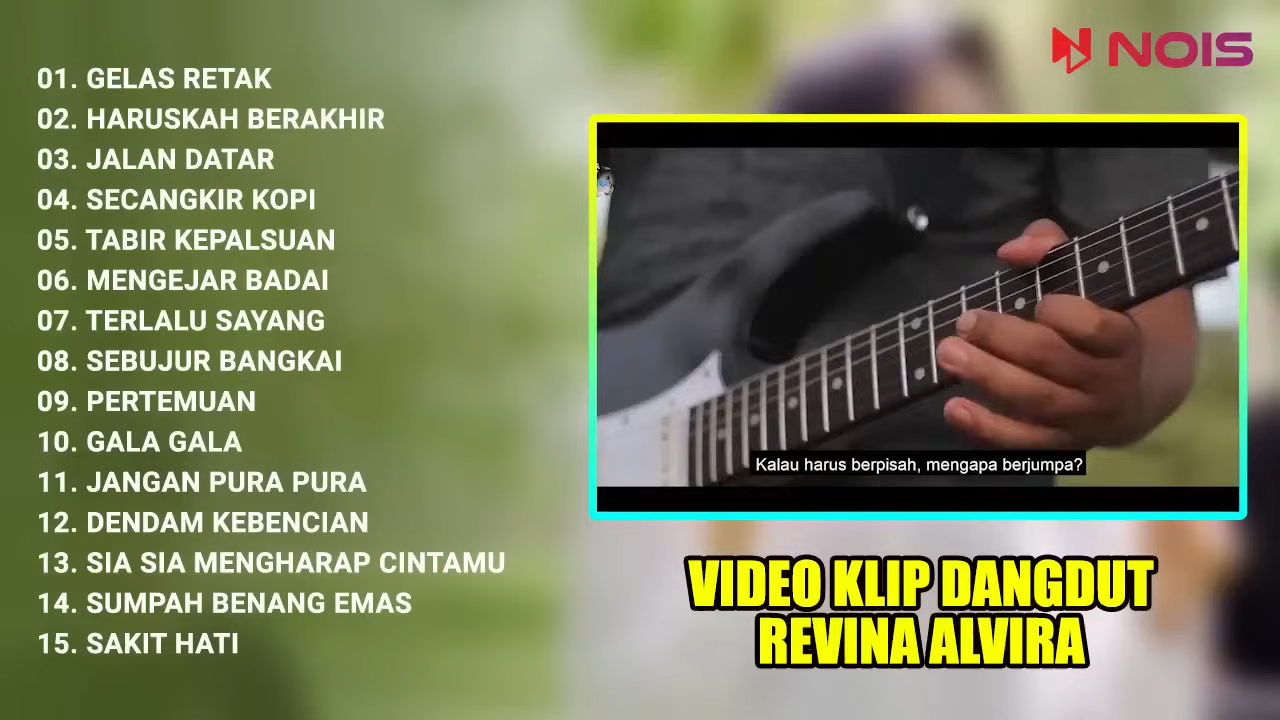 01. GELAS RETAK
02. HARUSKAH BERAKHIR
03. JALAN DATAR
04. SECANGKIR KOPI
05. TABIR KEPALSUAN
06. MENGEJAR BADAI
07. TERLALU SAYANG
08. SEBUJUR BANGKAI
09. PERTEMUAN
10. GALA GALA
11. JANGAN PURA PURA
12. DENDAM KEBENCIAN
13. SIA SIA MENGHARAP CINTAMU
14. SUMPAH BENANG EMAS
15. SAKIT HATI
NOIS
Kalau harus berpisah, mengapa berjumpa?
VIDEO KLIP DANGDUT
REVINA ALVIRA